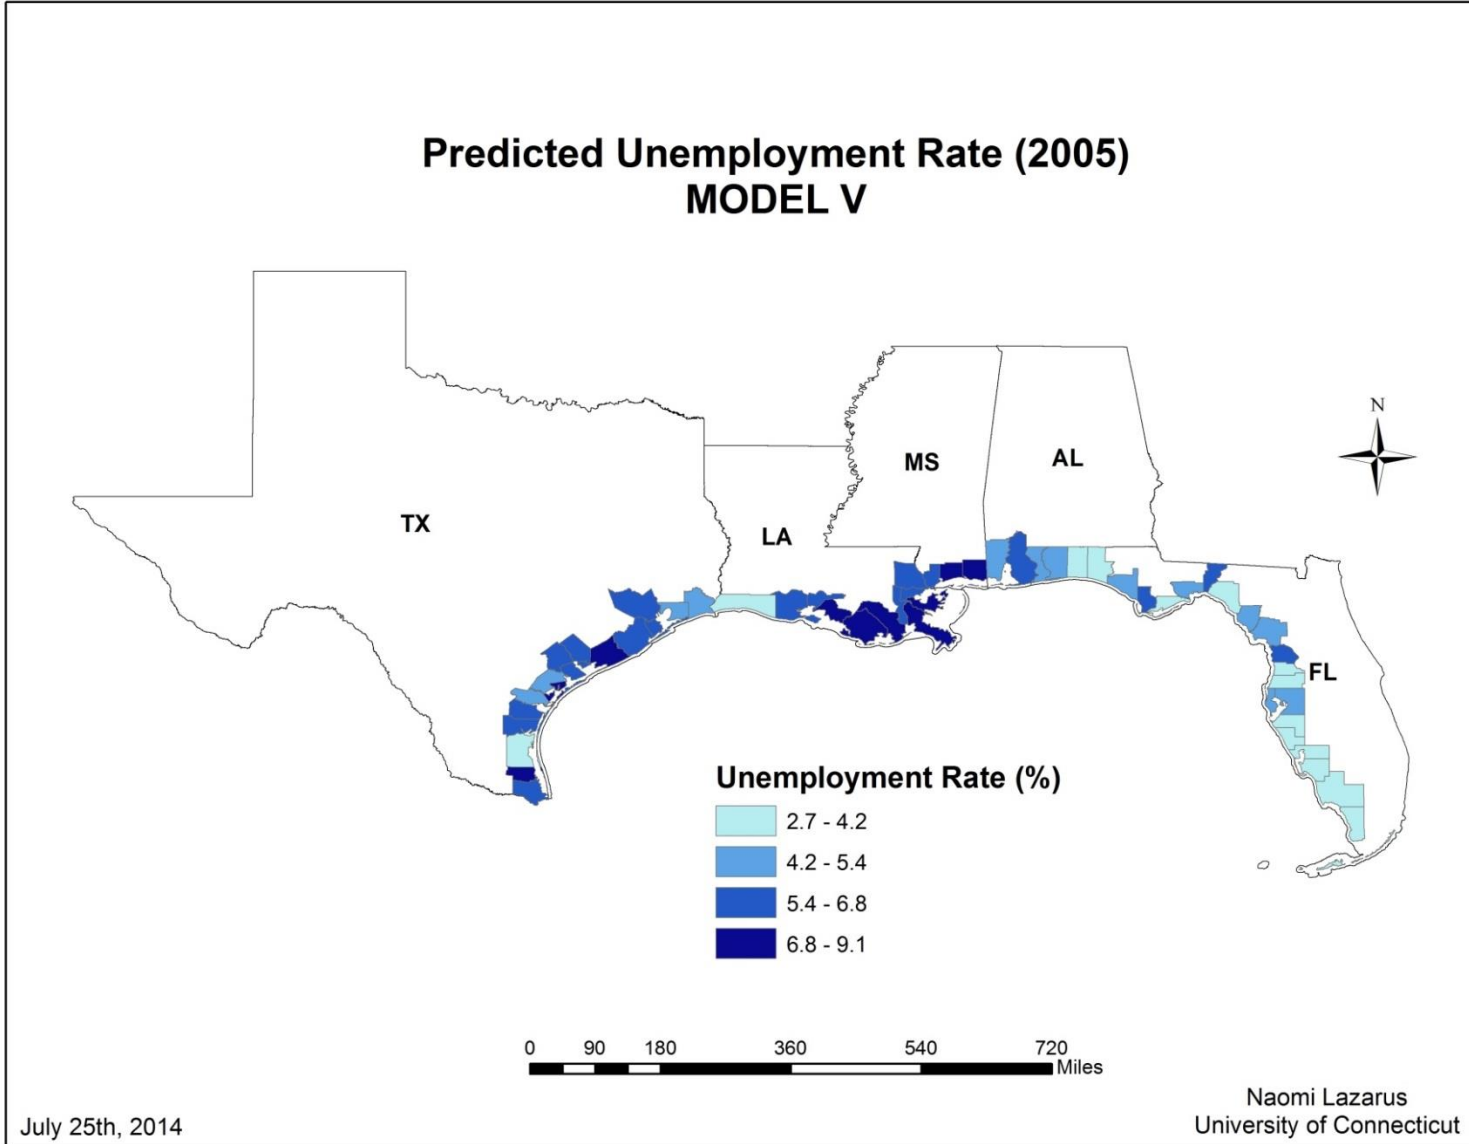 Predicted Unemployment Rate (2005)
MODEL V
N
MS
AL
TX
LA
FL
Unemployment Rate (%)
2.7 - 4.2
4.2 - 5.4
5.4 - 6.8
6.8 - 9.1
0 90 180 360 540 720
Miles
Naomi Lazarus
July 25th, 2014
University of Connecticut